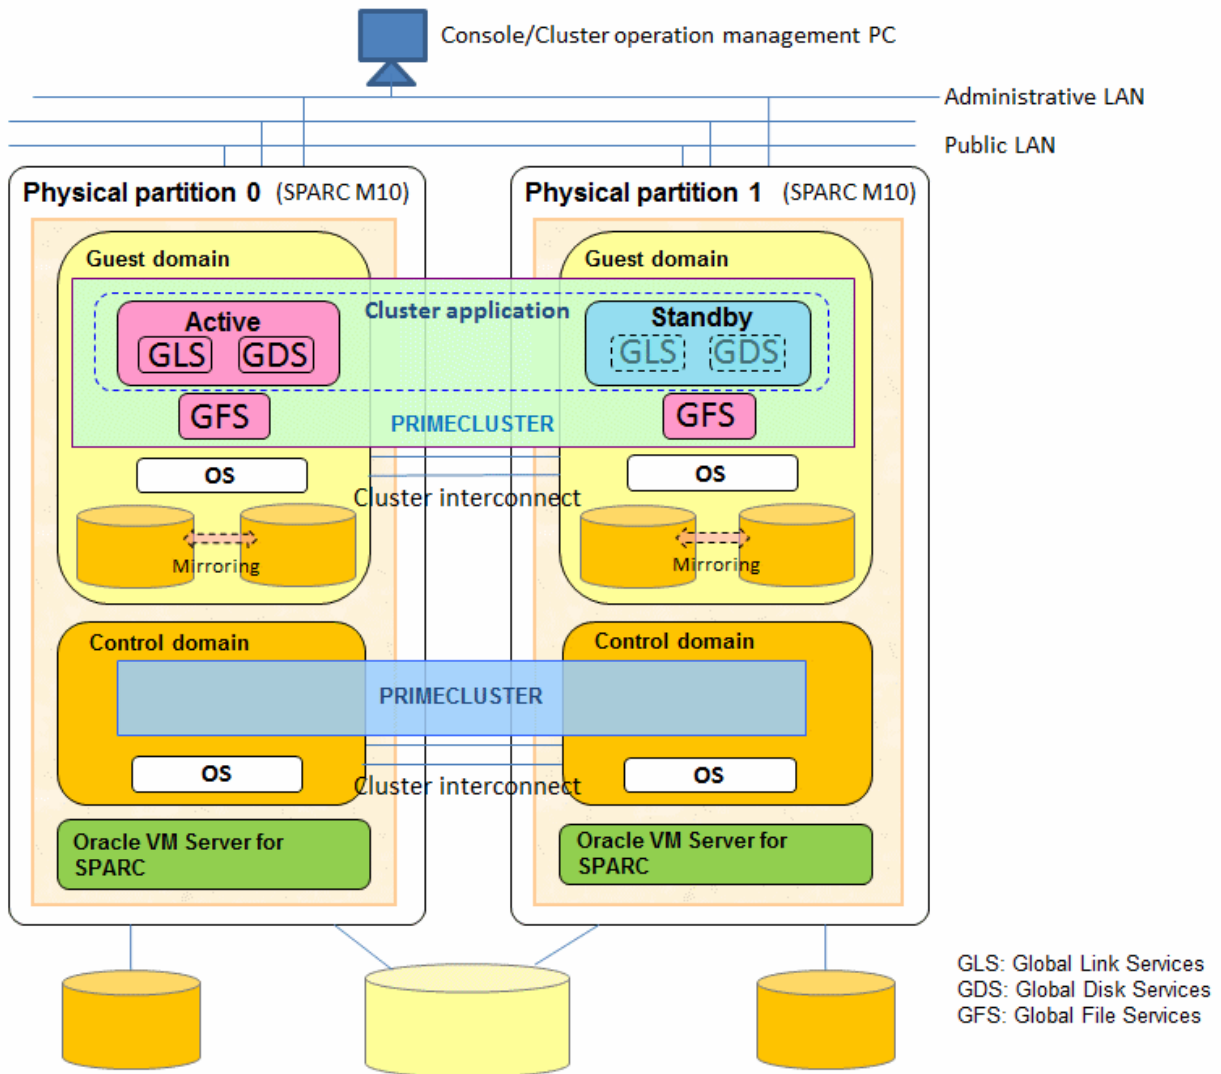 Console/Cluster operation management PC
Administrative LAN
Public LAN
Physical partition 0 (SPARC M10)
Physical partition 1 (SPARC M10)
Guest domain
Guest domain
Cluster application
Active
GLS GDS
Standby
GLS GDS
GFS
GFS
PRIMECLUSTER
OS
OS
Cluster interconnect
Mirroring
Mirroring
Control domain
Control domain
PRIMECLUSTER
OS
OS
Cluster interconnect
Oracle VM Server for
SPARC
Oracle VM Server for
SPARC
GLS: Global Link Services
GDS: Global Disk Services
GFS: Global File Services